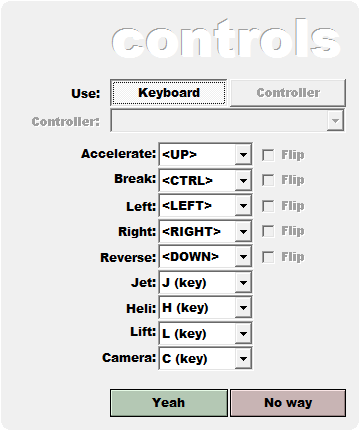 controls
Use: Keyboard Controller
Controller:
Accelerate: <UP> Flip
Break: <CTRL> Flip
Left: <LEFT> Flip
Right: <RIGHT> Flip
Reverse: <DOWN> Flip
Jet: J (key)
Heli: H (key)
Lift: L (key)
Camera: C (key)
Yeah No way